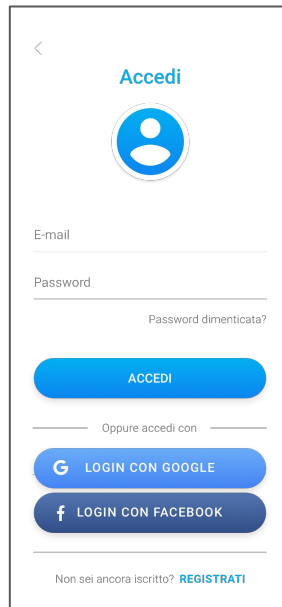 Accedi
E-mail
Password
Password dimenticata?
ACCEDI
Oppure accedi con
G LOGIN CON GOOGLE
f LOGIN CON FACEBOOK
Non sei ancora iscritto? REGISTRATI